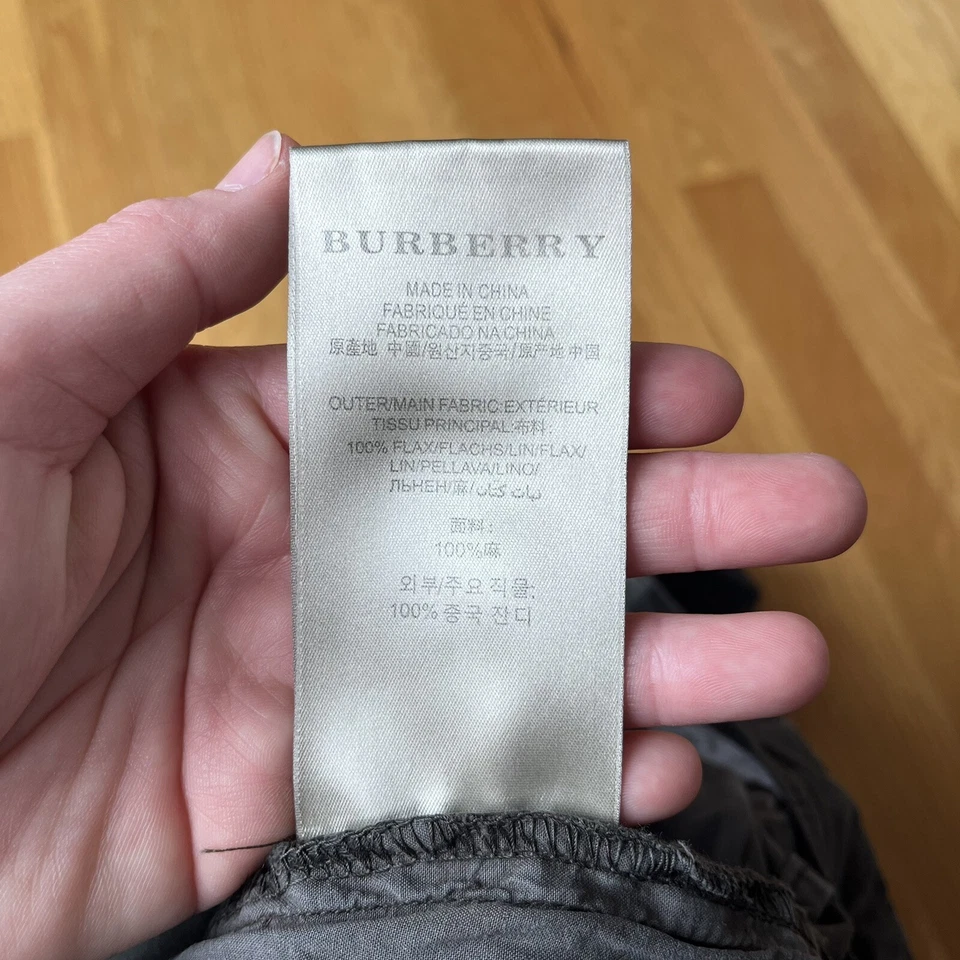 BURBERRY
MADE IN CHINA
FABRIQUÉ EN CHINE
FABRICADO NA CHINA
原產地 中國/원산지중국/原产地 中国
OUTER/MAIN FABRIC:EXTÉRIEUR
TISSU PRINCIPAL:布料:
100% FLAX/FLACHS/LIN/FLAX/
LIN/PELLAVA/LINO/
ЛЬНЕН/麻/نبات كتان
面料:
100%麻
외부/주요 직물:
100% 중국 잔디